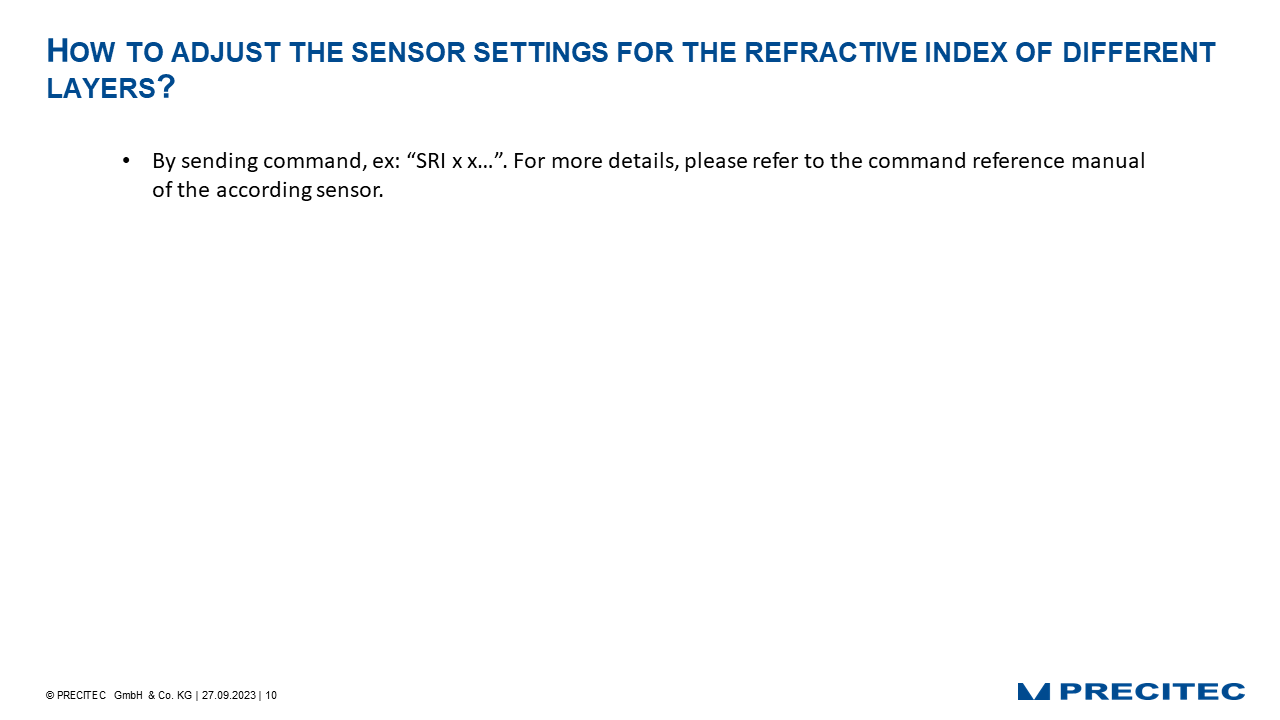 HOW TO ADJUST THE SENSOR SETTINGS FOR THE REFRACTIVE INDEX OF DIFFERENT
LAYERS?
• By sending command, ex: “SRI x x…”. For more details, please refer to the command reference manual
of the according sensor.
© PRECITEC GmbH & Co. KG | 27.09.2023 | 10
PRECITEC